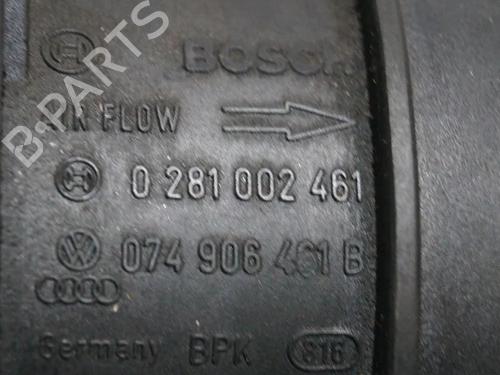 BOSCH
AIR FLOW
0 281 002 461
074 906 461 B
Germany BPK 816
B-PARTS